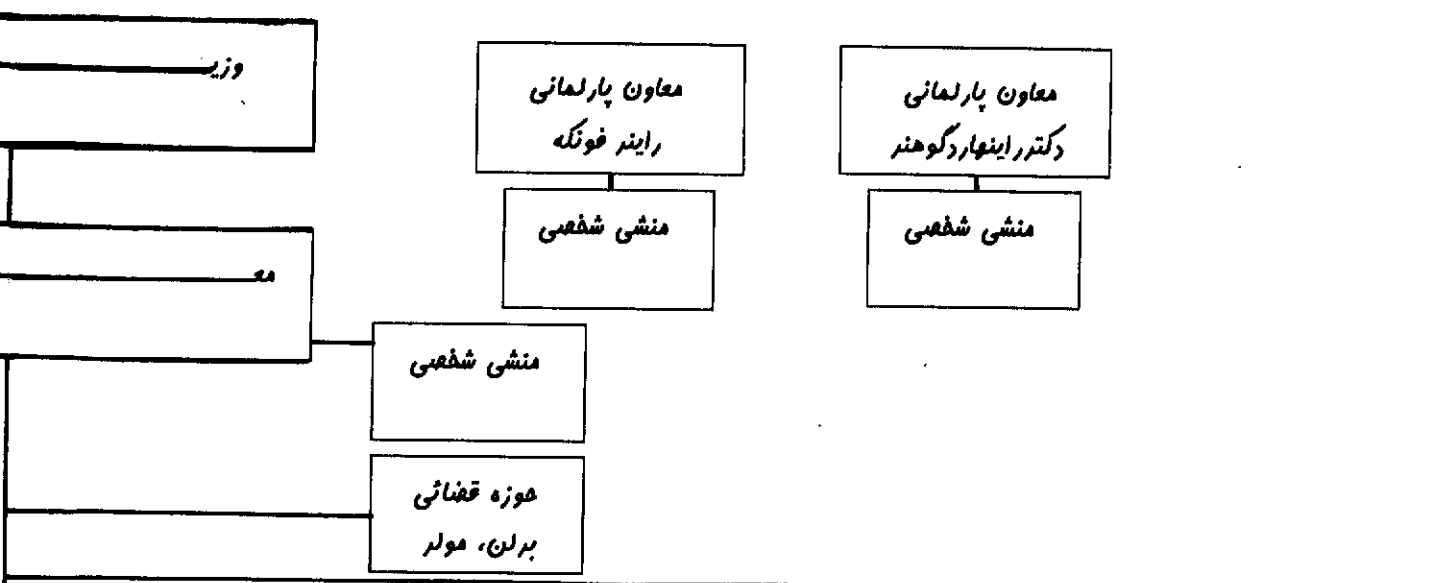 معاون پارلمانی
دکتر راینهارد گوهنر
منشی شخصی
معاون پارلمانی
راینر فونکه
منشی شخصی
وزیـ
معـ
منشی شخصی
حوزه قضائی
برلن، مولر